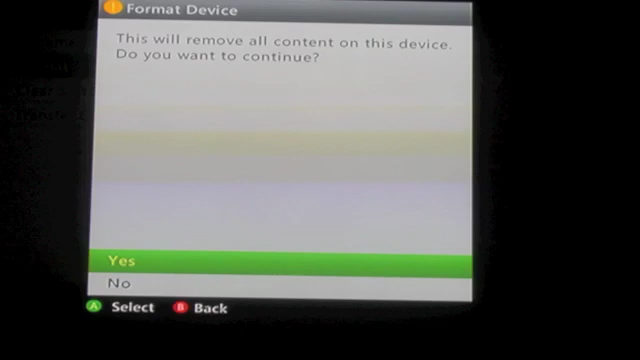 ! Format Device
This will remove all content on this device.
Do you want to continue?
Yes
No
A Select B Back